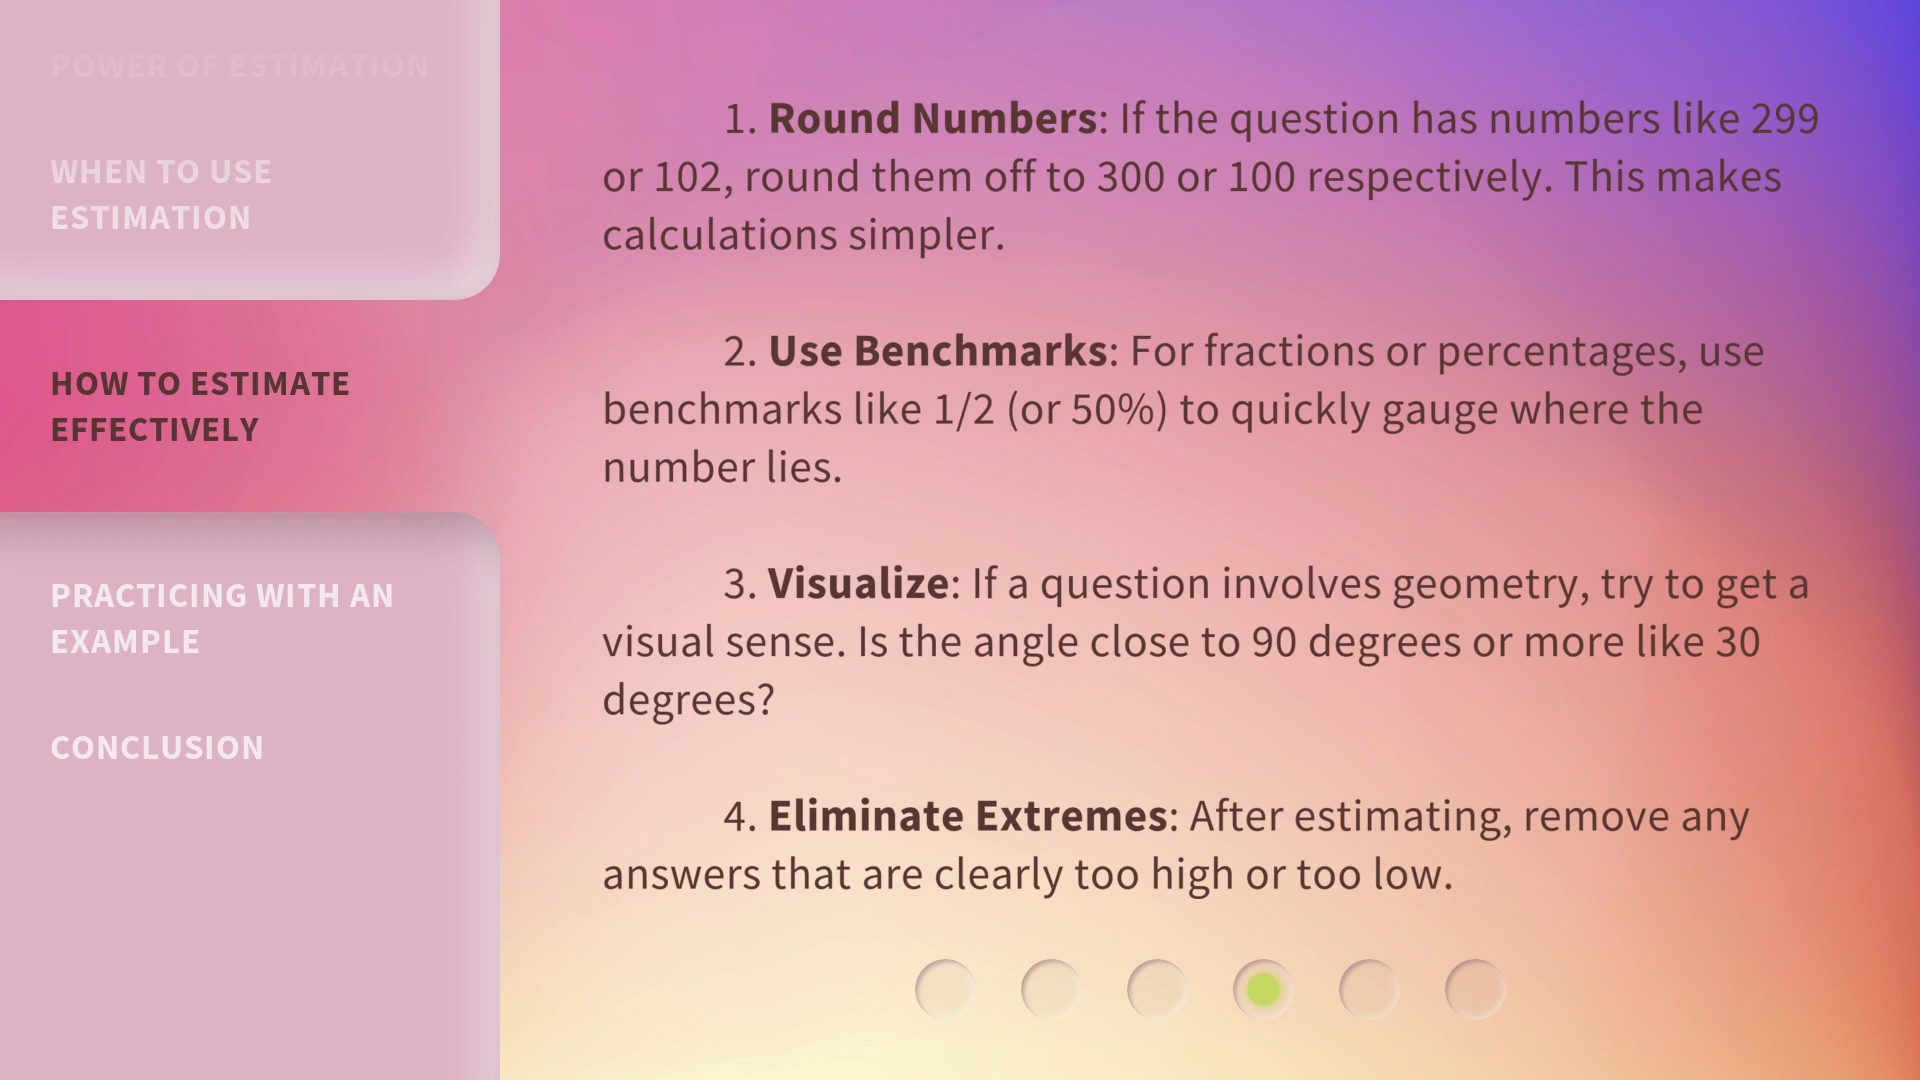 POWER OF ESTIMATION
WHEN TO USE
ESTIMATION
HOW TO ESTIMATE
EFFECTIVELY
PRACTICING WITH AN
EXAMPLE
CONCLUSION
1. Round Numbers: If the question has numbers like 299
or 102, round them off to 300 or 100 respectively. This makes
calculations simpler.
2. Use Benchmarks: For fractions or percentages, use
benchmarks like 1/2 (or 50%) to quickly gauge where the
number lies.
3. Visualize: If a question involves geometry, try to get a
visual sense. Is the angle close to 90 degrees or more like 30
degrees?
4. Eliminate Extremes: After estimating, remove any
answers that are clearly too high or too low.